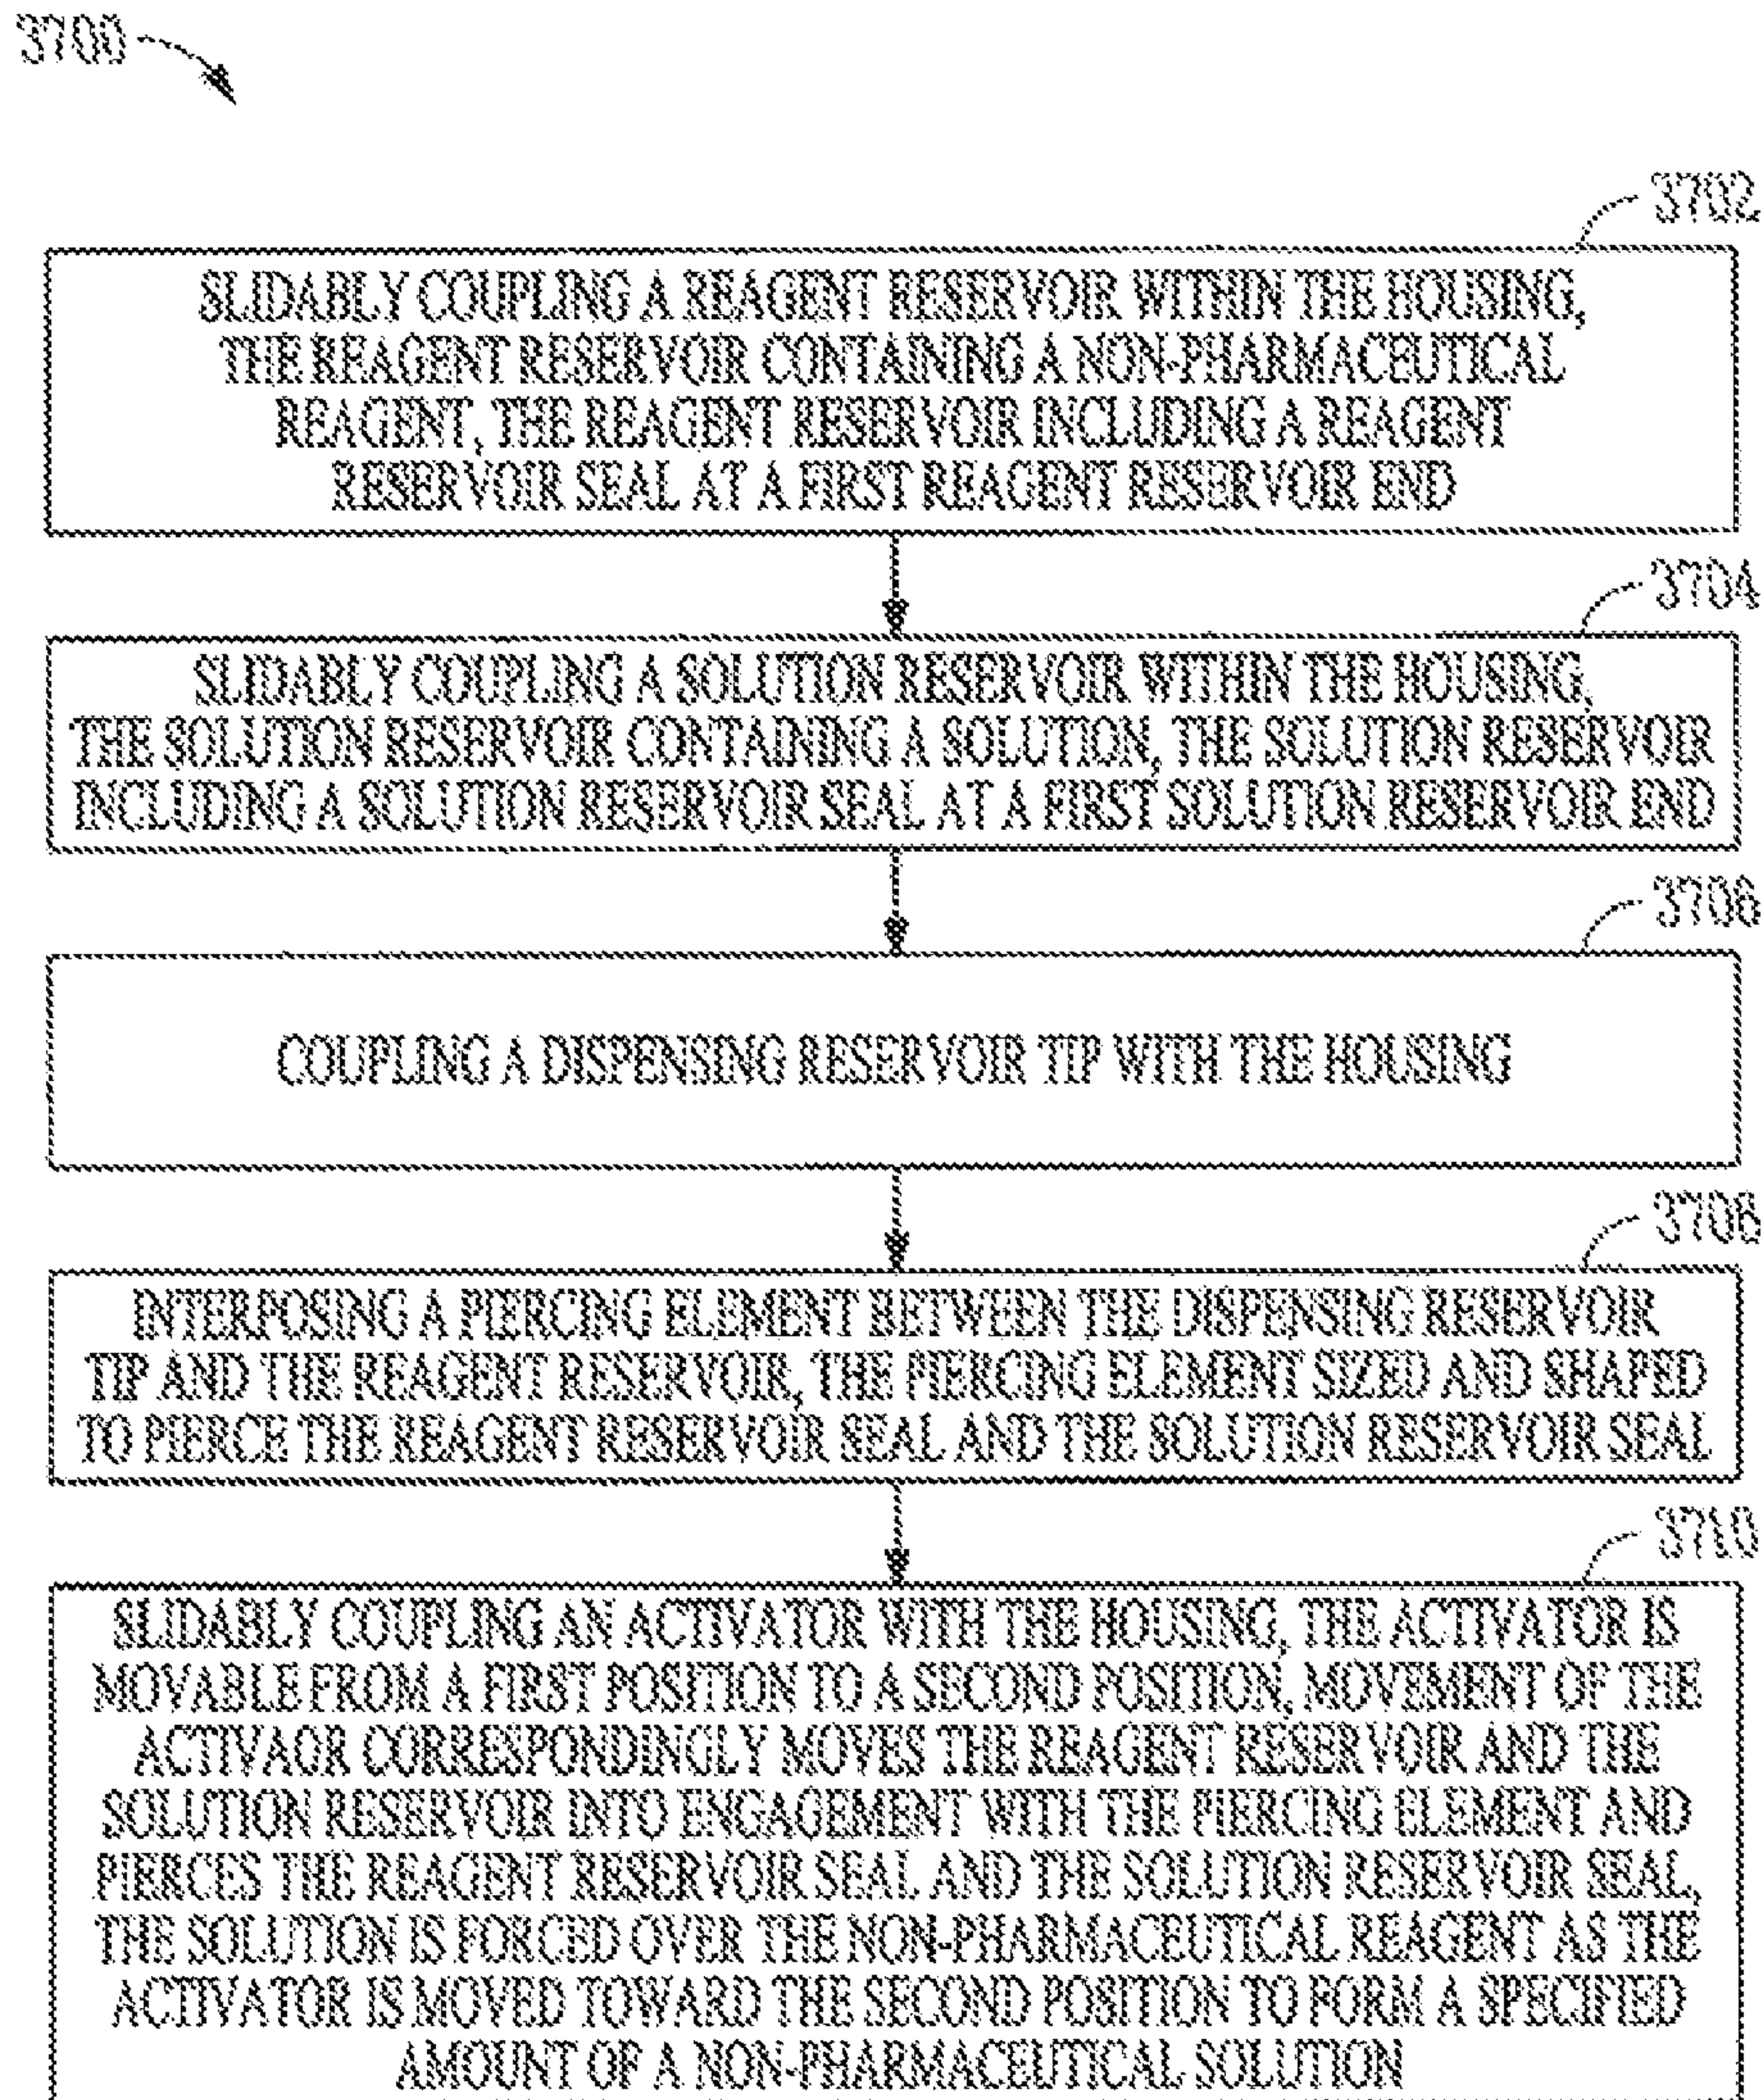 3700
3702
SLIDABLY COUPLING A REAGENT RESERVOIR WITHIN THE HOUSING,
THE REAGENT RESERVOIR CONTAINING A NON-PHARMACEUTICAL
REAGENT, THE REAGENT RESERVOIR INCLUDING A REAGENT
RESERVOIR SEAL AT A FIRST REAGENT RESERVOIR END
3704
SLIDABLY COUPLING A SOLUTION RESERVOIR WITHIN THE HOUSING,
THE SOLUTION RESERVOIR CONTAINING A SOLUTION, THE SOLUTION RESERVOIR
INCLUDING A SOLUTION RESERVOIR SEAL AT A FIRST SOLUTION RESERVOIR END
3706
COUPLING A DISPENSING RESERVOIR TIP WITH THE HOUSING
3708
INTERPOSING A PIERCING ELEMENT BETWEEN THE DISPENSING RESERVOIR
TIP AND THE REAGENT RESERVOIR, THE PIERCING ELEMENT SIZED AND SHAPED
TO PIERCE THE REAGENT RESERVOIR SEAL AND THE SOLUTION RESERVOIR SEAL
3710
SLIDABLY COUPLING AN ACTIVATOR WITH THE HOUSING, THE ACTIVATOR IS
MOVABLE FROM A FIRST POSITION TO A SECOND POSITION, MOVEMENT OF THE
ACTIVAOR CORRESPONDINGLY MOVES THE REAGENT RESERVOIR AND THE
SOLUTION RESERVOIR INTO ENGAGEMENT WITH THE PIERCING ELEMENT AND
PIERCES THE REAGENT RESERVOIR SEAL AND THE SOLUTION RESERVOIR SEAL,
THE SOLUTION IS FORCED OVER THE NON-PHARMACEUTICAL REAGENT AS THE
ACTIVATOR IS MOVED TOWARD THE SECOND POSITION TO FORM A SPECIFIED
AMOUNT OF A NON-PHARMACEUTICAL SOLUTION